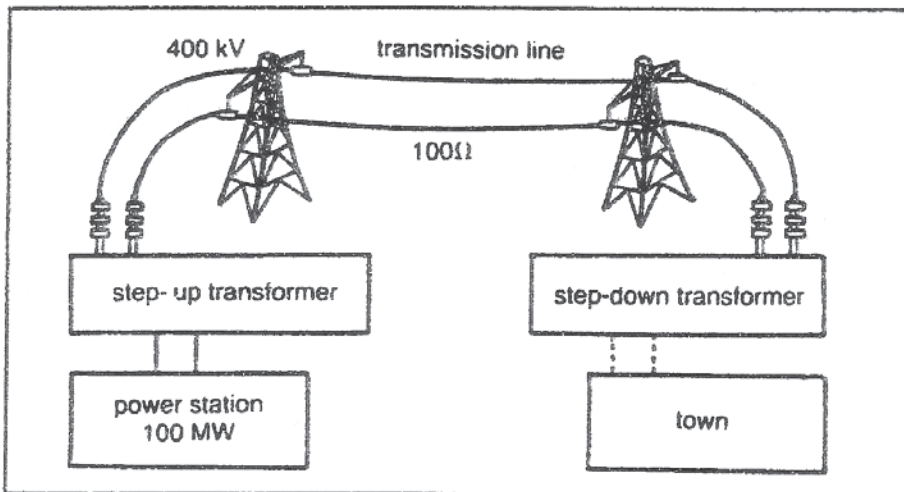 400 kV
transmission line
100Ω
step- up transformer
step-down transformer
power station
100 MW
town